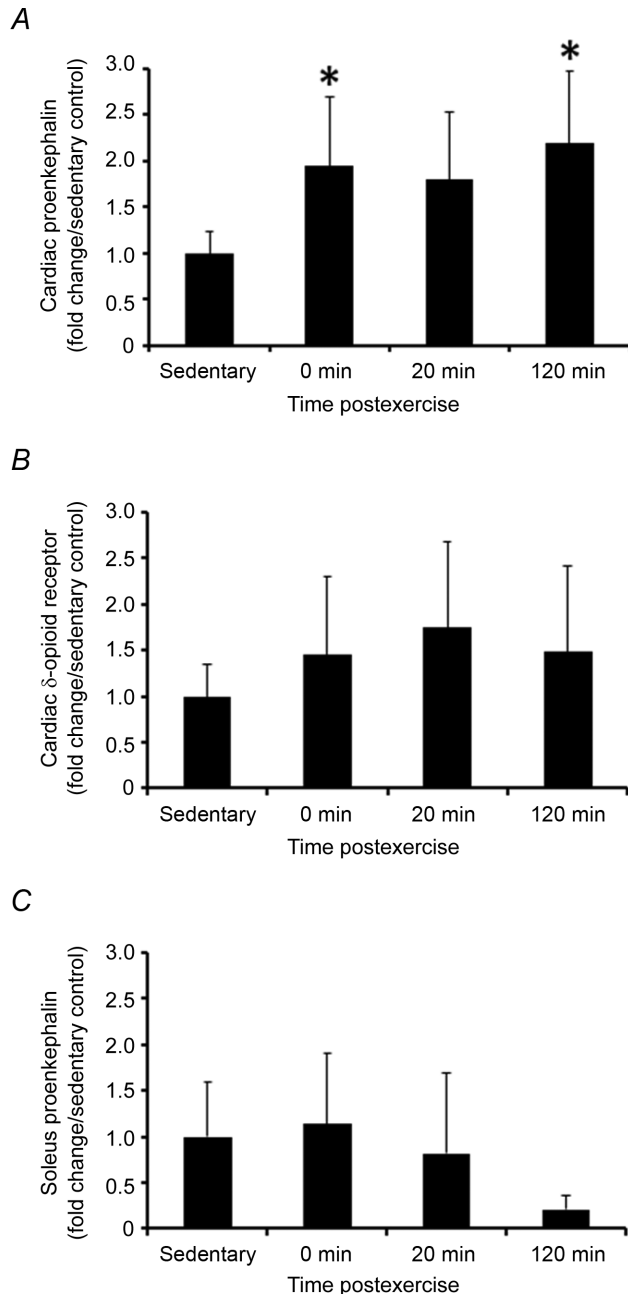 A
Cardiac proenkephalin
(fold change/sedentary control)
3.0
2.5
2.0
1.5
1.0
0.5
0
*
*
Sedentary 0 min 20 min 120 min
Time postexercise
B
Cardiac δ-opioid receptor
(fold change/sedentary control)
3.0
2.5
2.0
1.5
1.0
0.5
0
Sedentary 0 min 20 min 120 min
Time postexercise
C
Soleus proenkephalin
(fold change/sedentary control)
3.0
2.5
2.0
1.5
1.0
0.5
0
Sedentary 0 min 20 min 120 min
Time postexercise